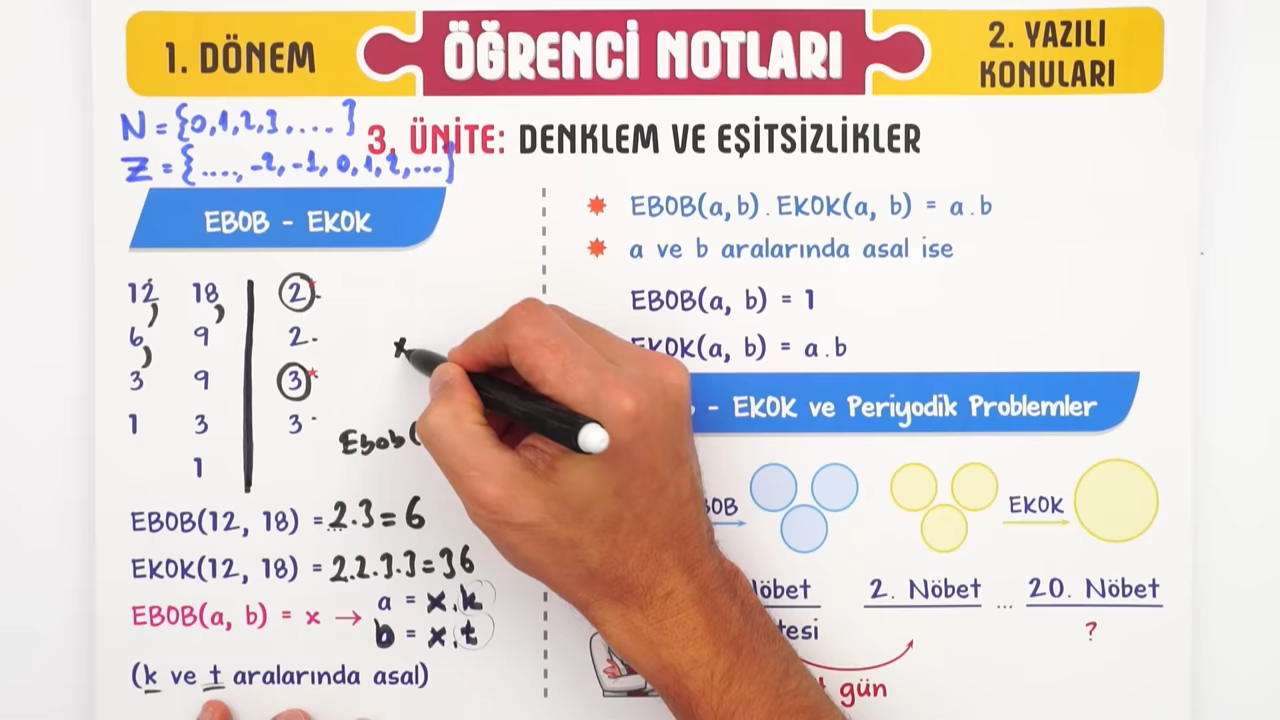 1. DÖNEM
ÖĞRENCİ NOTLARI
2. YAZILI
KONULARI
N = {0,1,2,3,....}
Z = {...., -2, -1, 0, 1, 2, ...}
3. ÜNİTE: DENKLEM VE EŞİTSİZLİKLER
EBOB - EKOK
12 18 2
6 9 2
3 9 3
1 3 3
1
x
Ebob(
EBOB(12, 18) = 2.3=6
EKOK(12, 18) = 2.2.3.3=36
EBOB(a, b) = x → a = x.k
b = x.t
(k ve t aralarında asal)
EBOB(a,b) . EKOK(a, b) = a.b
a ve b aralarında asal ise
EBOB(a, b) = 1
EKOK(a, b) = a.b
- EKOK ve Periyodik Problemler
EKOK
2. Nöbet ... 20. Nöbet
?
gün